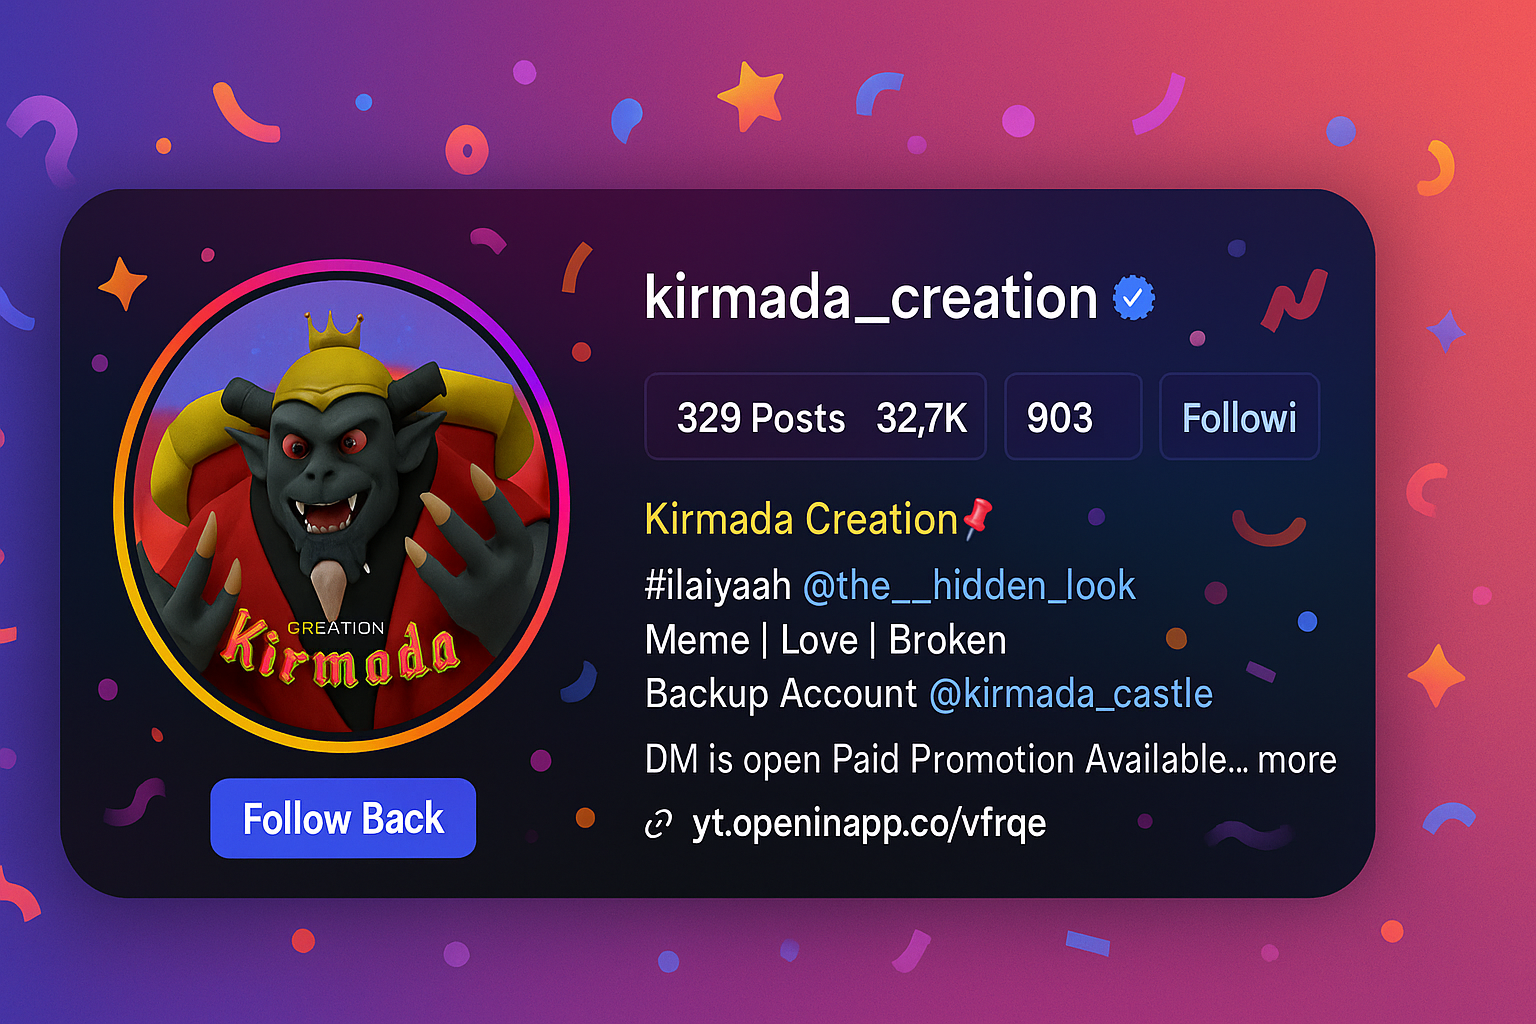 kirmada_creation
329 Posts 32,7K 903 Followi
Kirmada Creation
#ilaiyaah @the__hidden_look
Meme | Love | Broken
Backup Account @kirmada_castle
DM is open Paid Promotion Available... more
yt.openinapp.co/vfrqe
GREATION
Kirmada
Follow Back